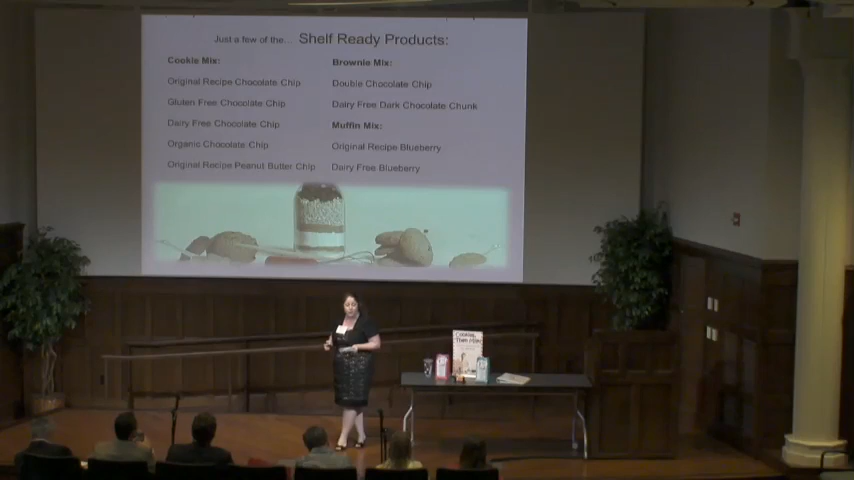 Just a few of the... Shelf Ready Products:
Cookie Mix:
Original Recipe Chocolate Chip
Gluten Free Chocolate Chip
Dairy Free Chocolate Chip
Organic Chocolate Chip
Original Recipe Peanut Butter Chip
Brownie Mix:
Double Chocolate Chip
Dairy Free Dark Chocolate Chunk
Muffin Mix:
Original Recipe Blueberry
Dairy Free Blueberry